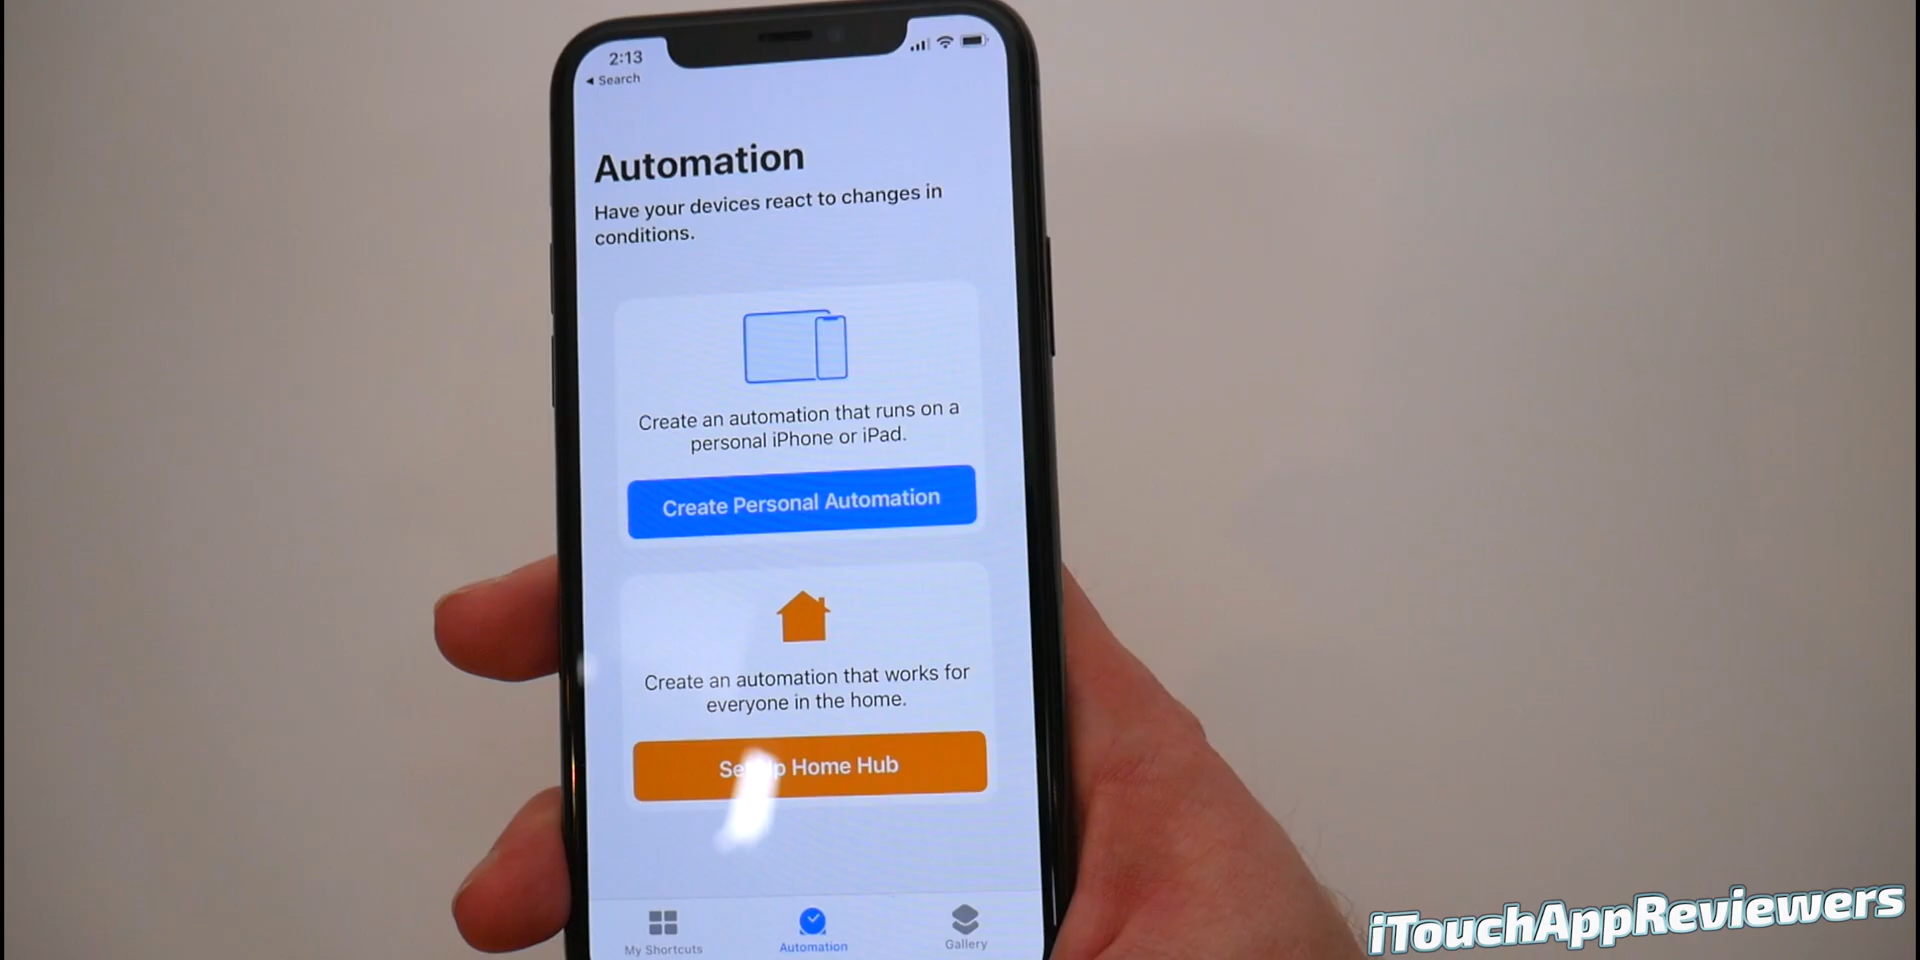 2:13
◄ Search
Automation
Have your devices react to changes in
conditions.
Create an automation that runs on a
personal iPhone or iPad.
Create Personal Automation
Create an automation that works for
everyone in the home.
Set Up Home Hub
My Shortcuts
Automation
Gallery
iTouchAppReviewers